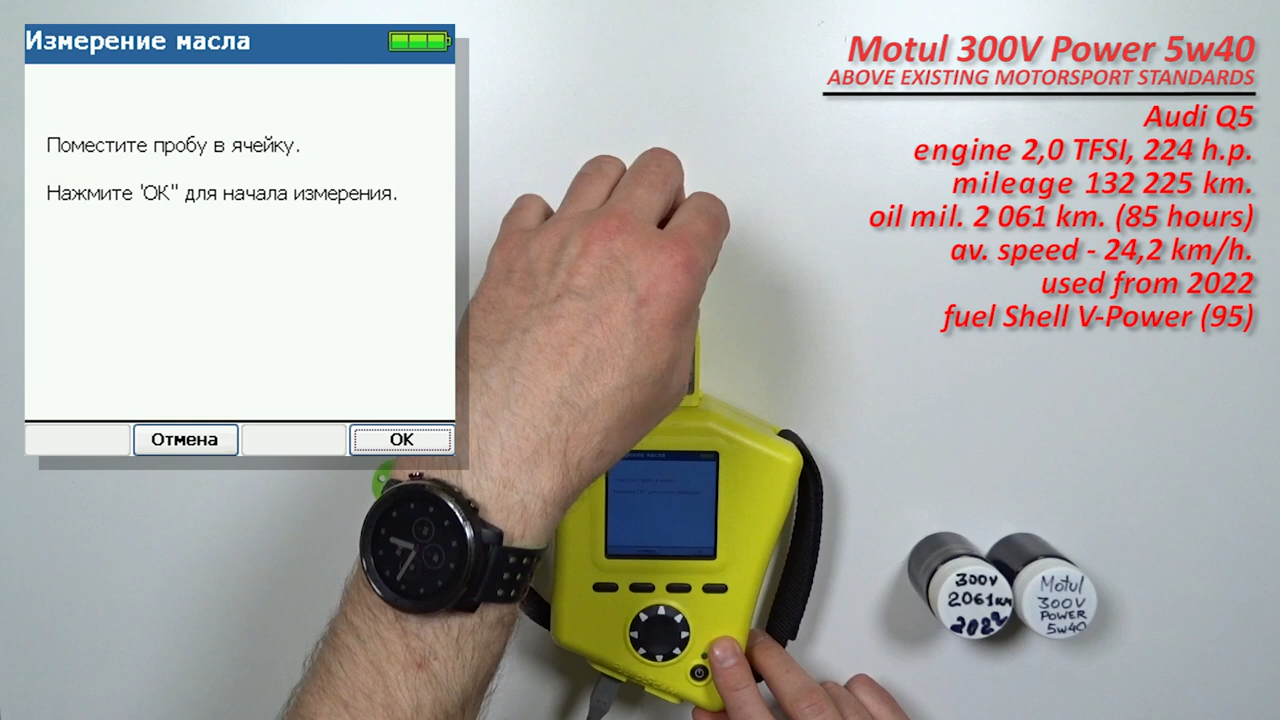 Измерение масла
Поместите пробу в ячейку.
Нажмите 'ОК" для начала измерения.
Отмена
ОК
Motul 300V Power 5w40
ABOVE EXISTING MOTORSPORT STANDARDS
Audi Q5
engine 2,0 TFSI, 224 h.p.
mileage 132 225 km.
oil mil. 2 061 km. (85 hours)
av. speed - 24,2 km/h.
used from 2022
fuel Shell V-Power (95)
300V
2061км
2022
Motul
300V
POWER
5w40